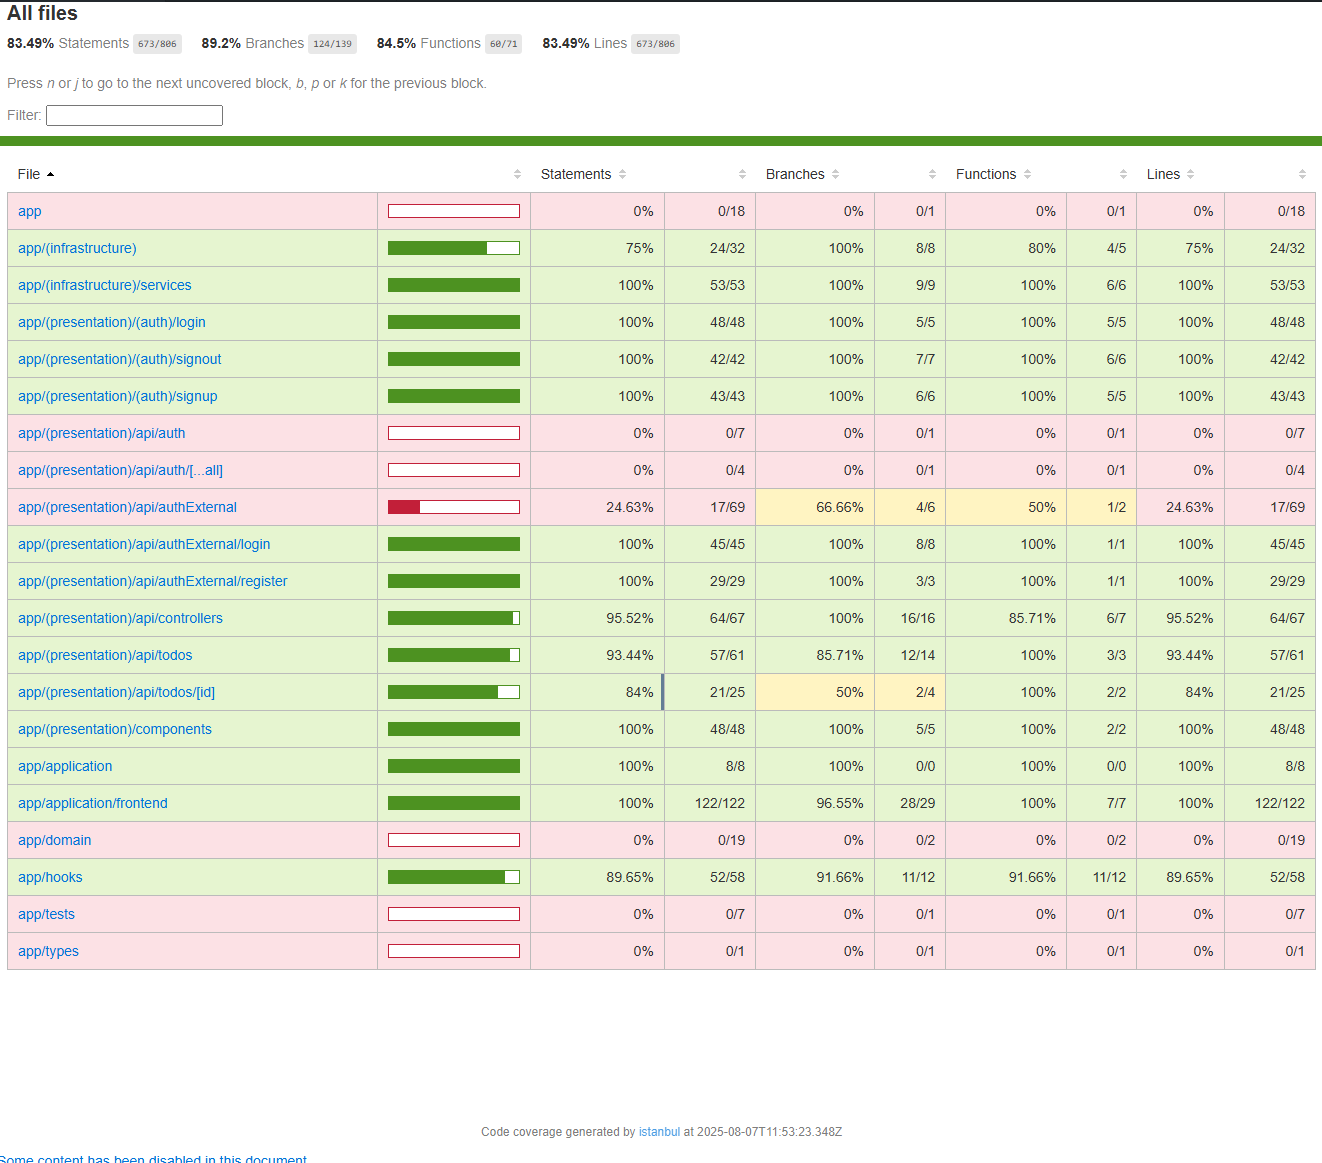 All files
83.49% Statements 673/806 89.2% Branches 124/139 84.5% Functions 60/71 83.49% Lines 673/806
Press n or j to go to the next uncovered block, b, p or k for the previous block.
Filter:
File Statements Branches Functions Lines
app 0% 0/18 0% 0/1 0% 0/1 0% 0/18
app/(infrastructure) 75% 24/32 100% 8/8 80% 4/5 75% 24/32
app/(infrastructure)/services 100% 53/53 100% 9/9 100% 6/6 100% 53/53
app/(presentation)/(auth)/login 100% 48/48 100% 5/5 100% 5/5 100% 48/48
app/(presentation)/(auth)/signout 100% 42/42 100% 7/7 100% 6/6 100% 42/42
app/(presentation)/(auth)/signup 100% 43/43 100% 6/6 100% 5/5 100% 43/43
app/(presentation)/api/auth 0% 0/7 0% 0/1 0% 0/1 0% 0/7
app/(presentation)/api/auth/[...all] 0% 0/4 0% 0/1 0% 0/1 0% 0/4
app/(presentation)/api/authExternal 24.63% 17/69 66.66% 4/6 50% 1/2 24.63% 17/69
app/(presentation)/api/authExternal/login 100% 45/45 100% 8/8 100% 1/1 100% 45/45
app/(presentation)/api/authExternal/register 100% 29/29 100% 3/3 100% 1/1 100% 29/29
app/(presentation)/api/controllers 95.52% 64/67 100% 16/16 85.71% 6/7 95.52% 64/67
app/(presentation)/api/todos 93.44% 57/61 85.71% 12/14 100% 3/3 93.44% 57/61
app/(presentation)/api/todos/[id] 84% 21/25 50% 2/4 100% 2/2 84% 21/25
app/(presentation)/components 100% 48/48 100% 5/5 100% 2/2 100% 48/48
app/application 100% 8/8 100% 0/0 100% 0/0 100% 8/8
app/application/frontend 100% 122/122 96.55% 28/29 100% 7/7 100% 122/122
app/domain 0% 0/19 0% 0/2 0% 0/2 0% 0/19
app/hooks 89.65% 52/58 91.66% 11/12 91.66% 11/12 89.65% 52/58
app/tests 0% 0/7 0% 0/1 0% 0/1 0% 0/7
app/types 0% 0/1 0% 0/1 0% 0/1 0% 0/1
Code coverage generated by istanbul at 2025-08-07T11:53:23.348Z
Some content has been disabled in this document